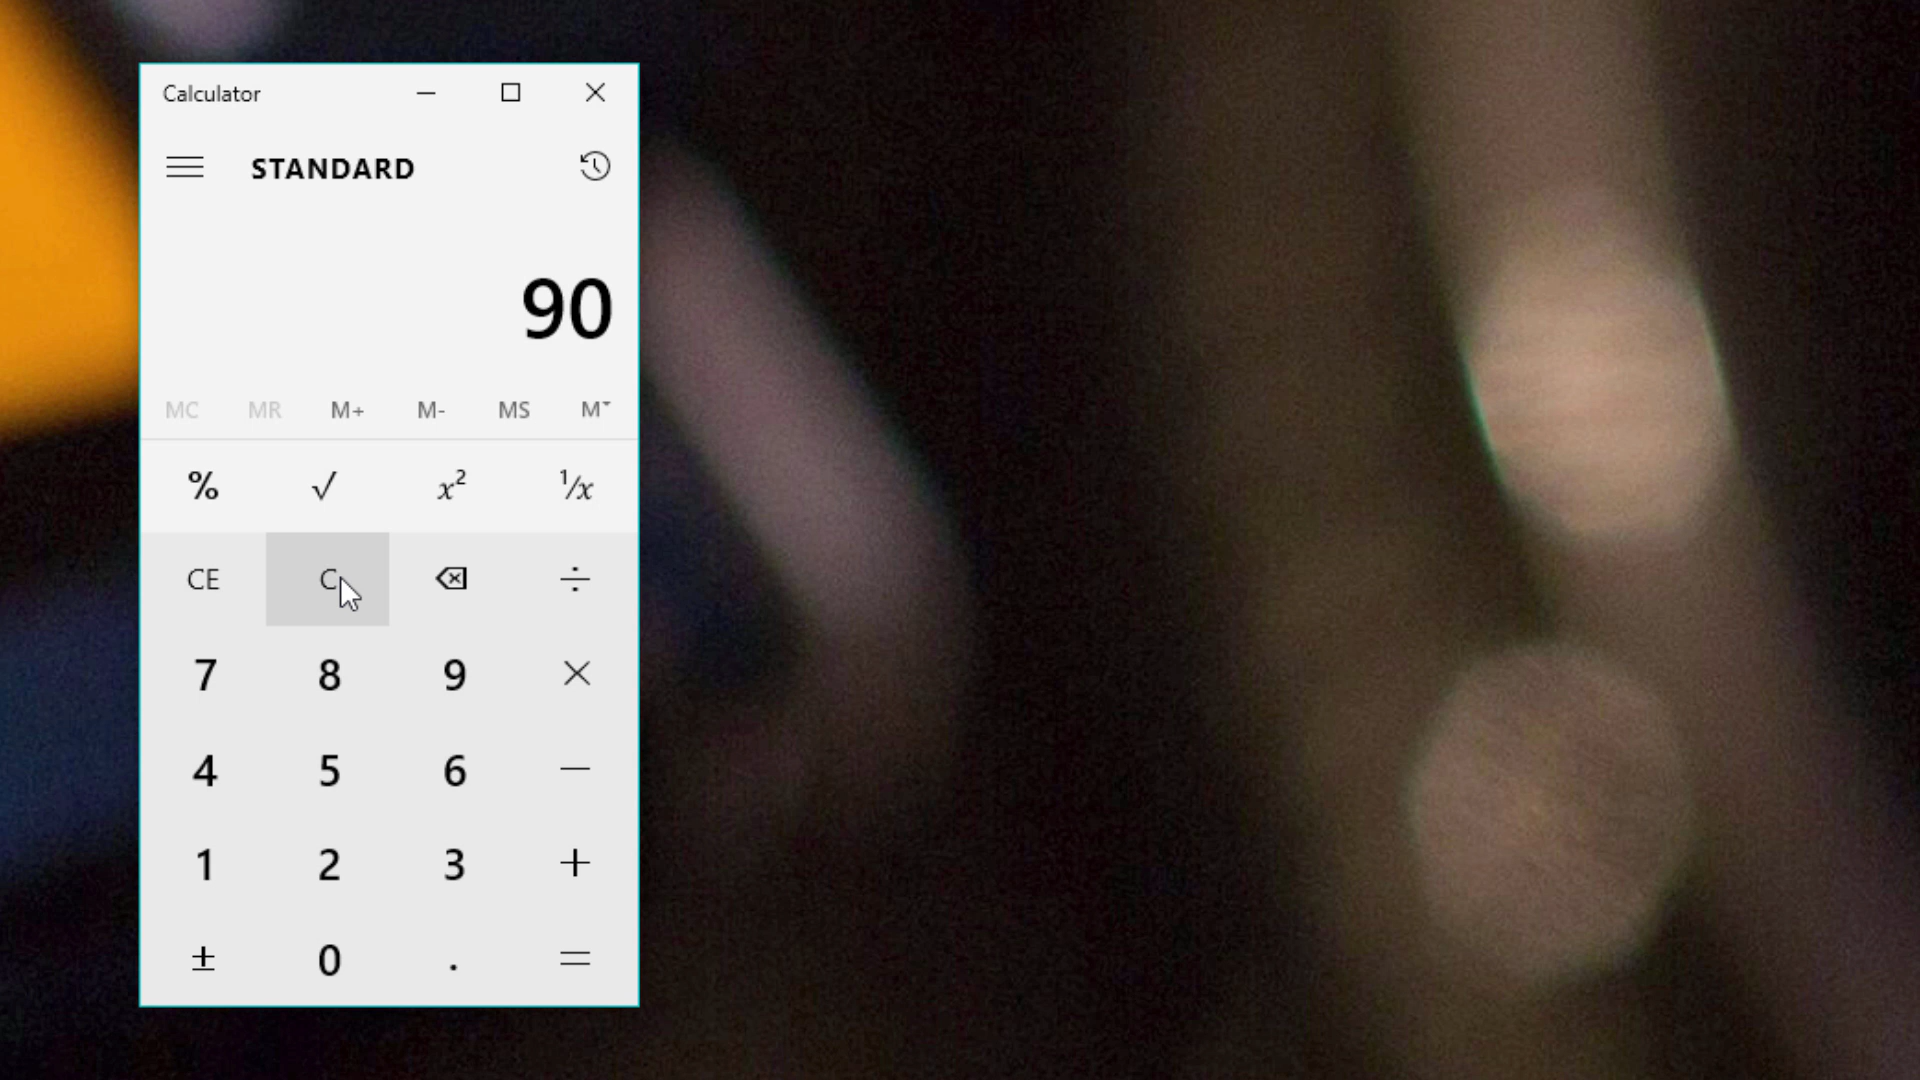 Calculator
STANDARD
90
MC MR M+ M- MS M˅
% √ x² ¹/x
CE C ÷
7 8 9 ×
4 5 6 −
1 2 3 +
± 0 . =